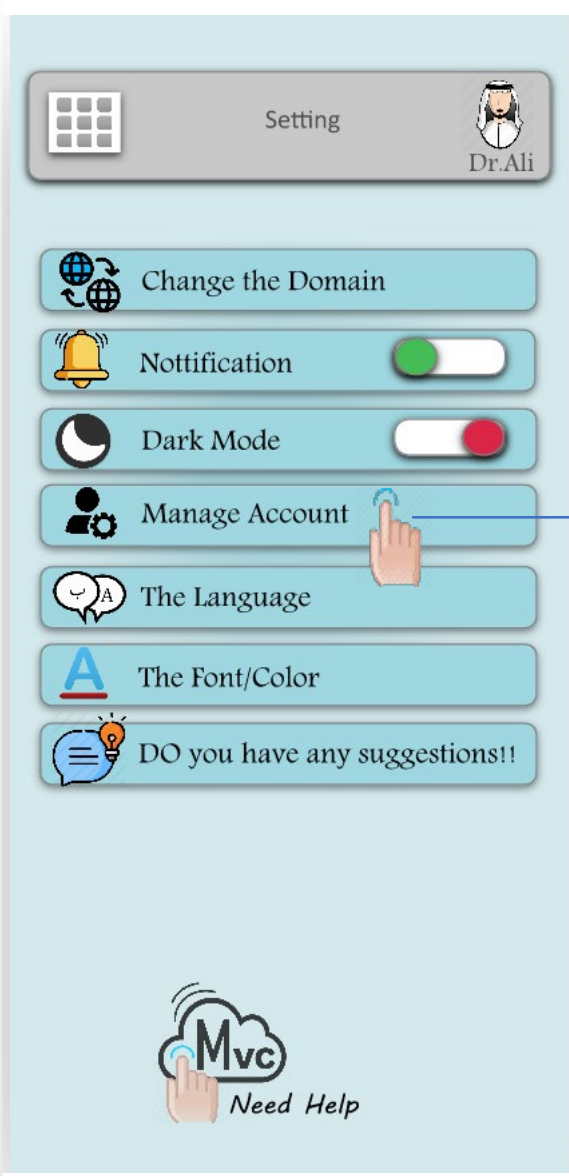 Setting
Dr.Ali
Change the Domain
Nottification
Dark Mode
Manage Account
ب A
The Language
A
The Font/Color
DO you have any suggestions!!
Mvc
Need Help